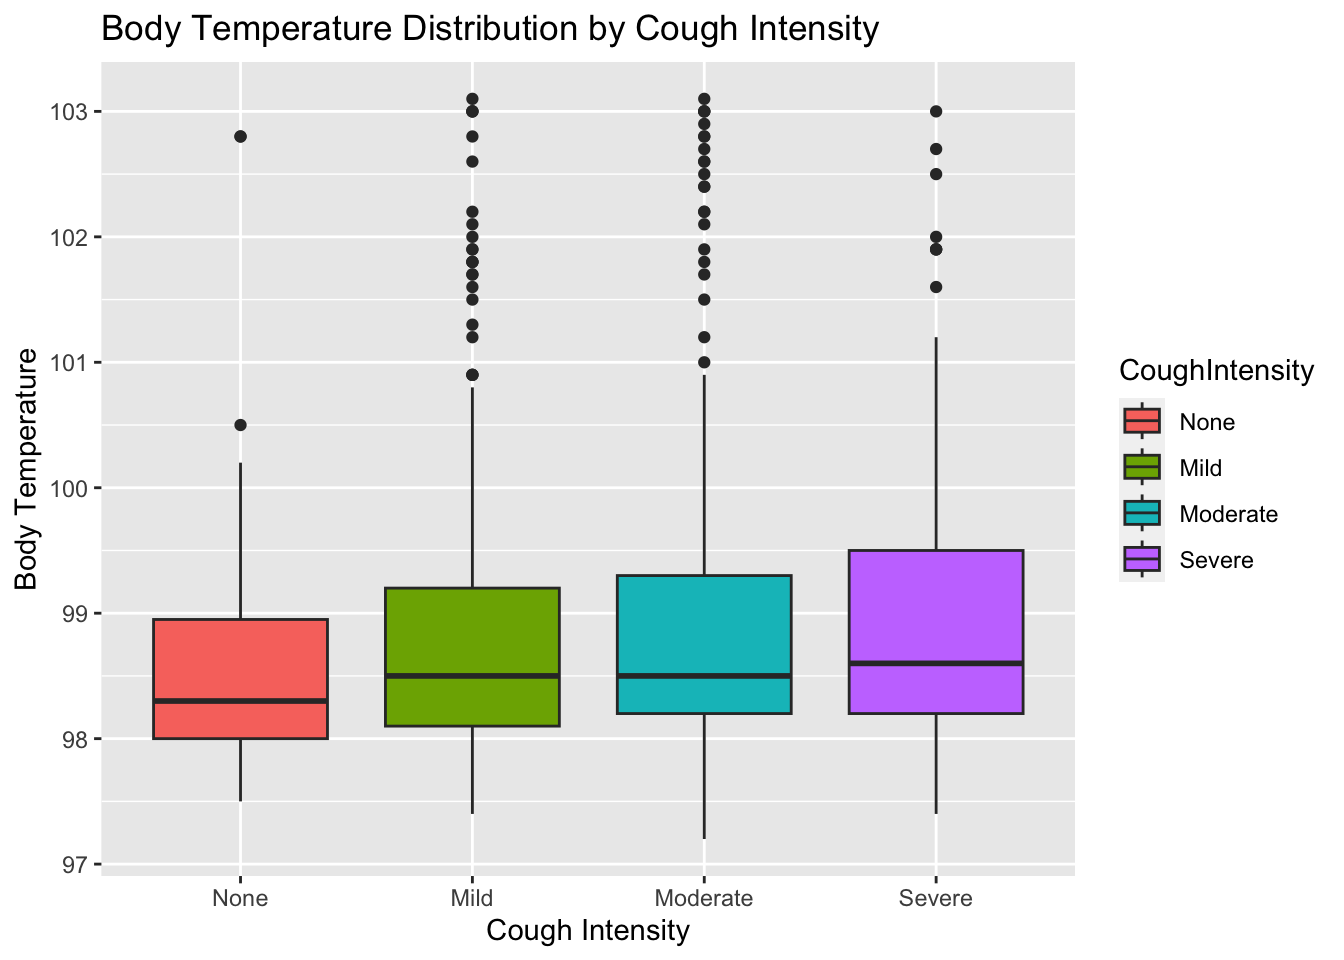 Body Temperature Distribution by Cough Intensity
Body Temperature
103
102
101
100
99
98
97
None
Mild
Moderate
Severe
Cough Intensity
CoughIntensity
None
Mild
Moderate
Severe